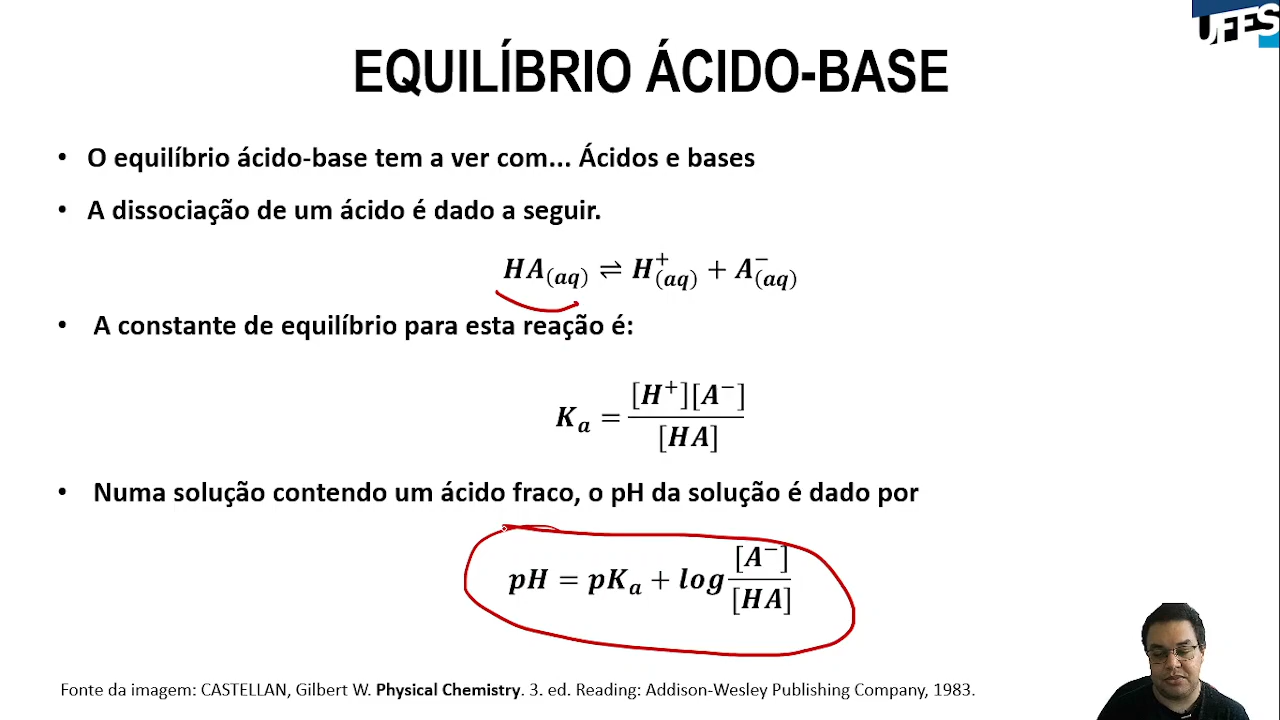 UFES
EQUILÍBRIO ÁCIDO-BASE
• O equilíbrio ácido-base tem a ver com... Ácidos e bases
• A dissociação de um ácido é dado a seguir.
HA(aq) ⇌ H⁺(aq) + A⁻(aq)
• A constante de equilíbrio para esta reação é:
Kₐ = [H⁺][A⁻] / [HA]
• Numa solução contendo um ácido fraco, o pH da solução é dado por
pH = pKₐ + log [A⁻] / [HA]
Fonte da imagem: CASTELLAN, Gilbert W. Physical Chemistry. 3. ed. Reading: Addison-Wesley Publishing Company, 1983.